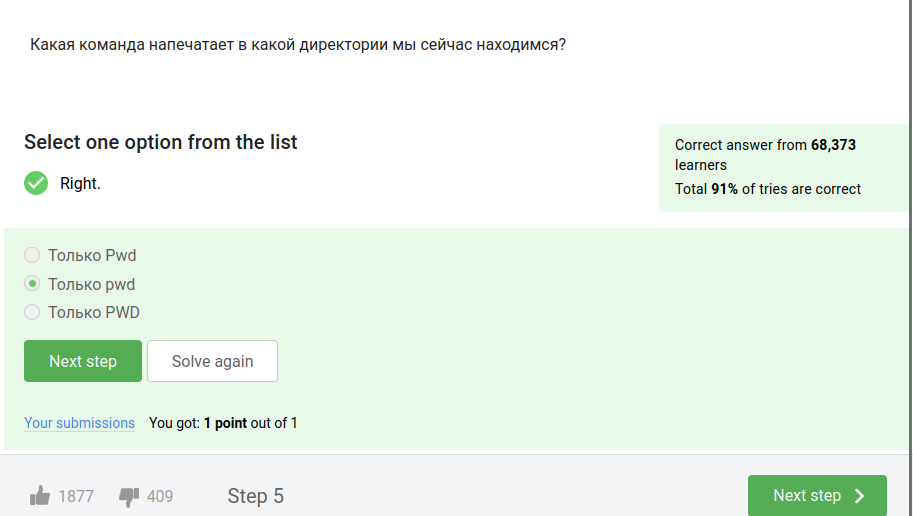 Какая команда напечатает в какой директории мы сейчас находимся?
Select one option from the list
Right.
Correct answer from 68,373
learners
Total 91% of tries are correct
Только Pwd
Только pwd
Только PWD
Next step
Solve again
Your submissions You got: 1 point out of 1
1877
409
Step 5
Next step